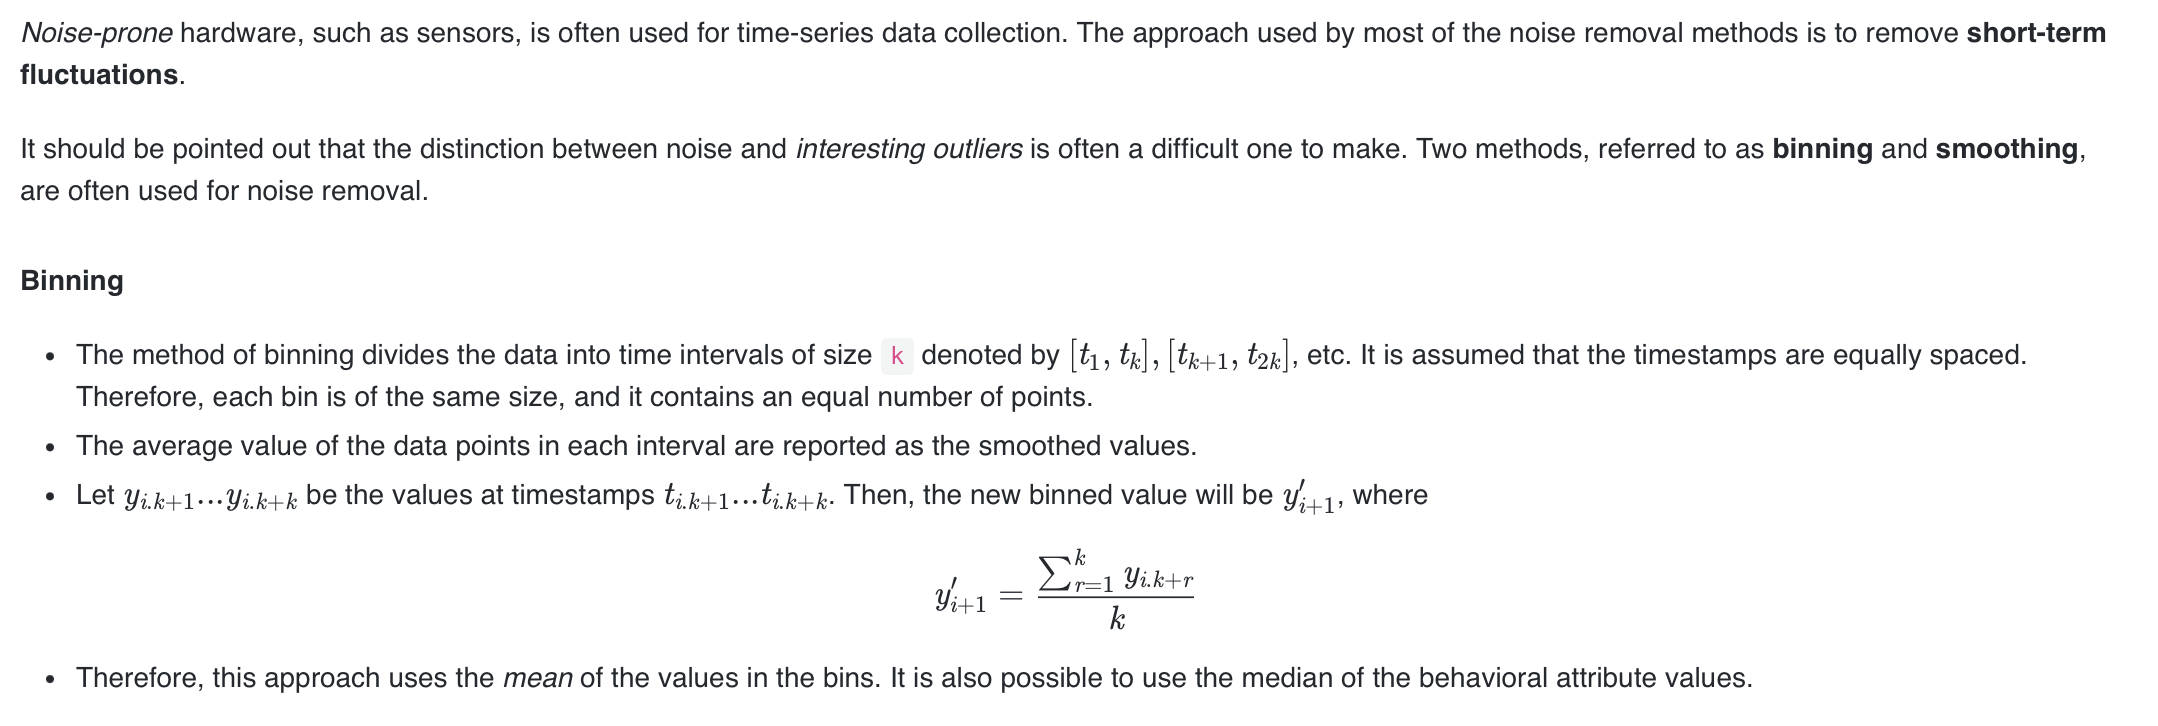 Noise-prone hardware, such as sensors, is often used for time-series data collection. The approach used by most of the noise removal methods is to remove short-term
fluctuations.
It should be pointed out that the distinction between noise and interesting outliers is often a difficult one to make. Two methods, referred to as binning and smoothing,
are often used for noise removal.
Binning
• The method of binning divides the data into time intervals of size k denoted by [t₁, tₖ], [tₖ₊₁, t₂ₖ], etc. It is assumed that the timestamps are equally spaced.
Therefore, each bin is of the same size, and it contains an equal number of points.
• The average value of the data points in each interval are reported as the smoothed values.
• Let y_{i.k+1}...y_{i.k+k} be the values at timestamps t_{i.k+1}...t_{i.k+k}. Then, the new binned value will be y′_{i+1}, where
y′_{i+1} = \frac{\sum_{r=1}^{k} y_{i.k+r}}{k}
• Therefore, this approach uses the mean of the values in the bins. It is also possible to use the median of the behavioral attribute values.